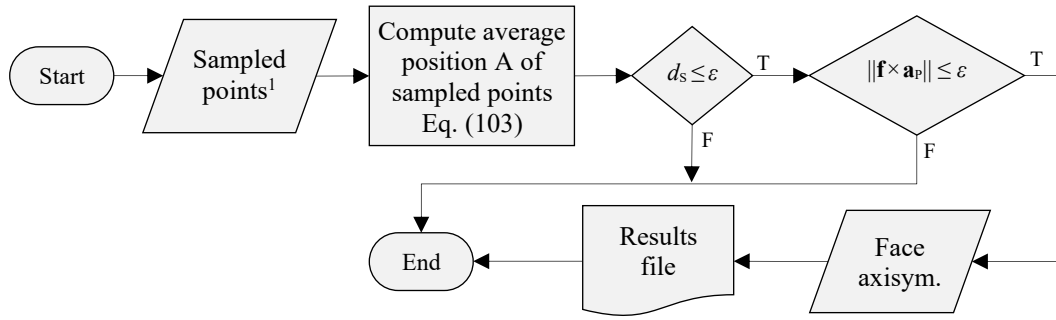 Start
Sampled
points¹
Compute average
position A of
sampled points
Eq. (103)
d_S ≤ ε
T
F
||f × a_P|| ≤ ε
T
F
End
Results
file
Face
axisym.